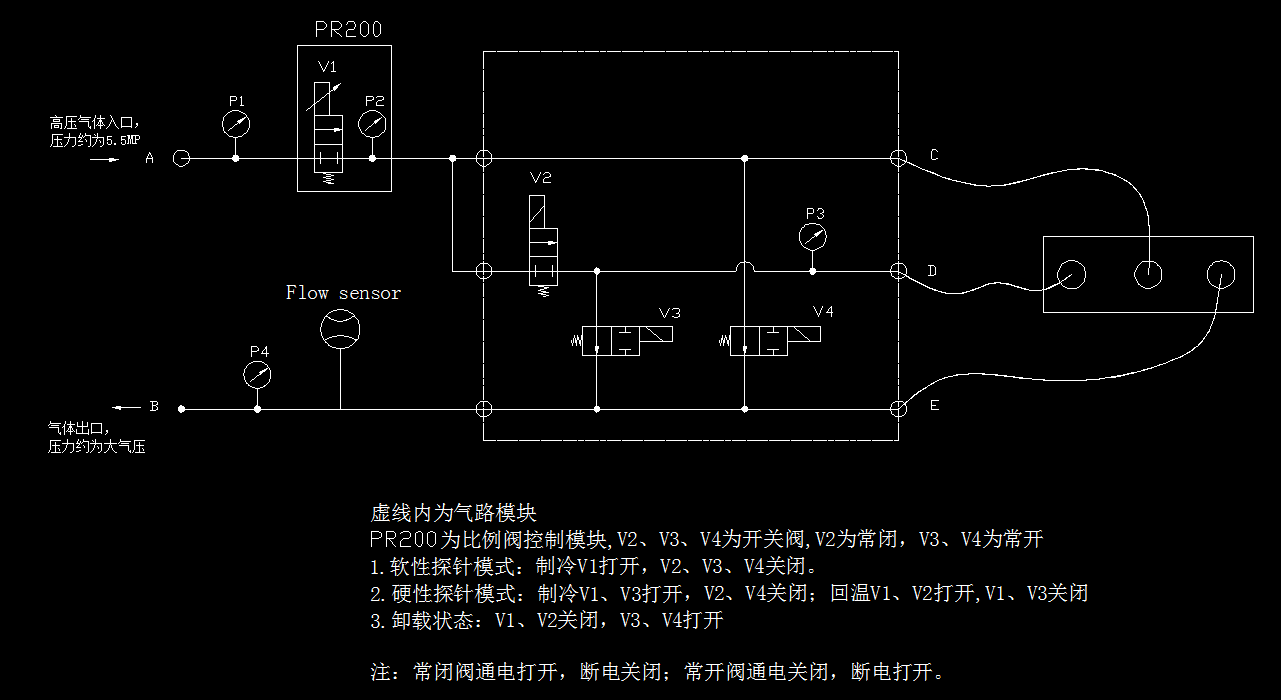 PR200
V1
P1
P2
高压气体入口，
压力约为5.5MP
A
C
V2
P3
D
Flow sensor
V3
V4
P4
B
E
气体出口，
压力约为大气压
虚线内为气路模块
PR200为比例阀控制模块,V2、V3、V4为开关阀,V2为常闭，V3、V4为常开
1.软性探针模式：制冷V1打开，V2、V3、V4关闭。
2.硬性探针模式：制冷V1、V3打开，V2、V4关闭；回温V1、V2打开,V1、V3关闭
3.卸载状态：V1、V2关闭，V3、V4打开
注：常闭阀通电打开，断电关闭；常开阀通电关闭，断电打开。